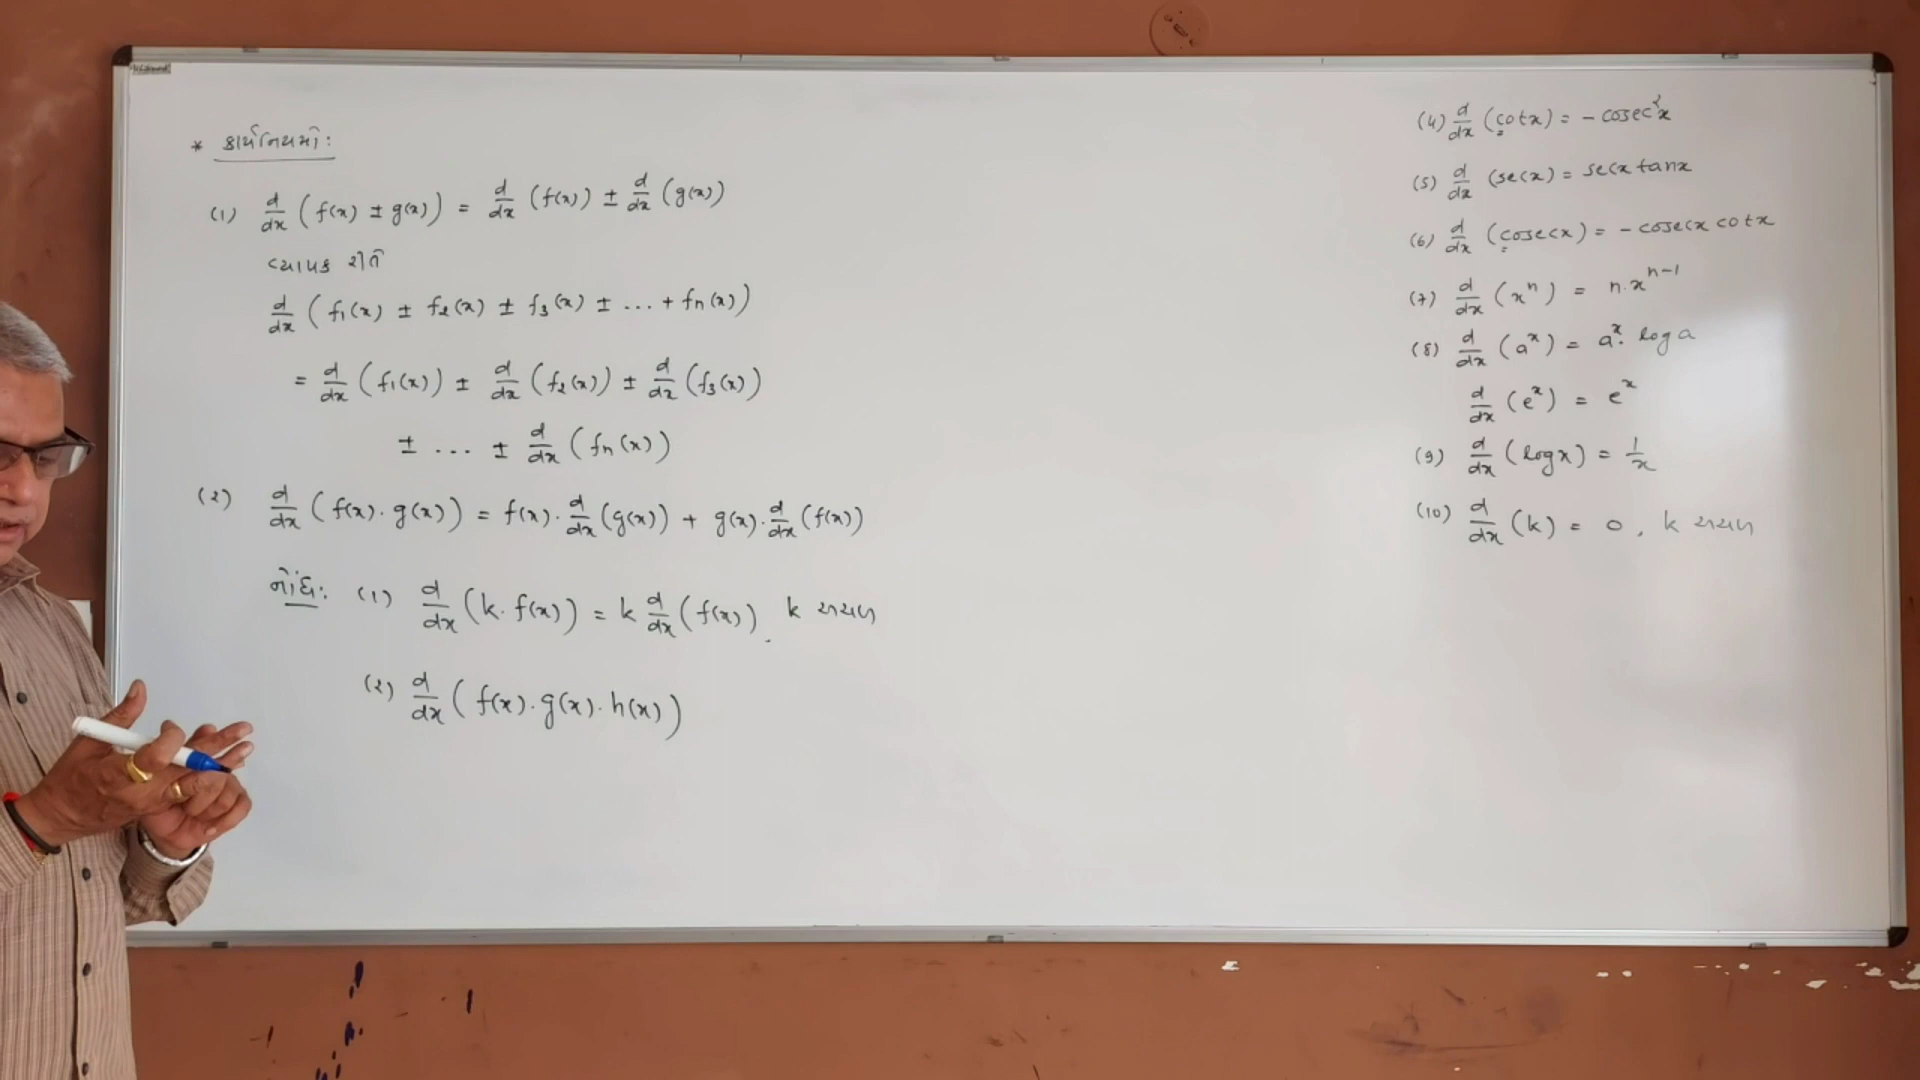 * કાર્યનિયમો :
(1) d/dx (f(x) ± g(x)) = d/dx (f(x)) ± d/dx (g(x))
વ્યાપક રીતે
d/dx (f₁(x) ± f₂(x) ± f₃(x) ± ... + fn(x))
= d/dx (f₁(x)) ± d/dx (f₂(x)) ± d/dx (f₃(x))
± ... ± d/dx (fn(x))
(२) d/dx (f(x) . g(x)) = f(x) . d/dx (g(x)) + g(x) . d/dx (f(x))
નોંધ : (1) d/dx (k . f(x)) = k d/dx (f(x)) , k અચળ
(२) d/dx (f(x) . g(x) . h(x))
(4) d/dx (cotx) = - cosec²x
(5) d/dx (secx) = secx tanx
(6) d/dx (cosecx) = - cosecx cotx
(7) d/dx (xⁿ) = n . xⁿ⁻¹
(8) d/dx (aˣ) = aˣ . log a
d/dx (eˣ) = eˣ
(9) d/dx (logx) = 1/x
(10) d/dx (k) = 0 , k અચળ